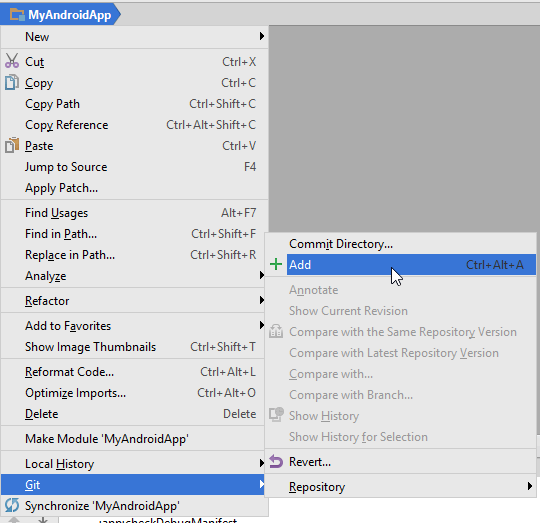 MyAndroidApp
New
Cut Ctrl+X
Copy Ctrl+C
Copy Path Ctrl+Shift+C
Copy Reference Ctrl+Alt+Shift+C
Paste Ctrl+V
Jump to Source F4
Apply Patch...
Find Usages Alt+F7
Find in Path... Ctrl+Shift+F
Replace in Path... Ctrl+Shift+R
Analyze
Refactor
Add to Favorites
Show Image Thumbnails Ctrl+Shift+T
Reformat Code... Ctrl+Alt+L
Optimize Imports... Ctrl+Alt+O
Delete Delete
Make Module 'MyAndroidApp'
Local History
Git
Synchronize 'MyAndroidApp'
Commit Directory...
Add Ctrl+Alt+A
Annotate
Show Current Revision
Compare with the Same Repository Version
Compare with Latest Repository Version
Compare with...
Compare with Branch...
Show History
Show History for Selection
Revert...
Repository
:app:checkDebugManifest